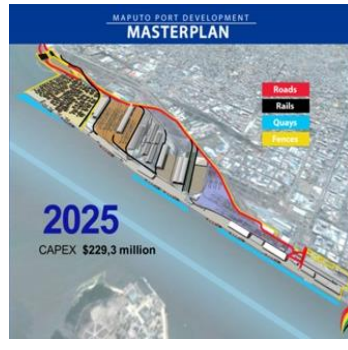 MAPUTO PORT DEVELOPMENT
MASTERPLAN
Roads
Rails
Quays
Fences
2025
CAPEX $229,3 million